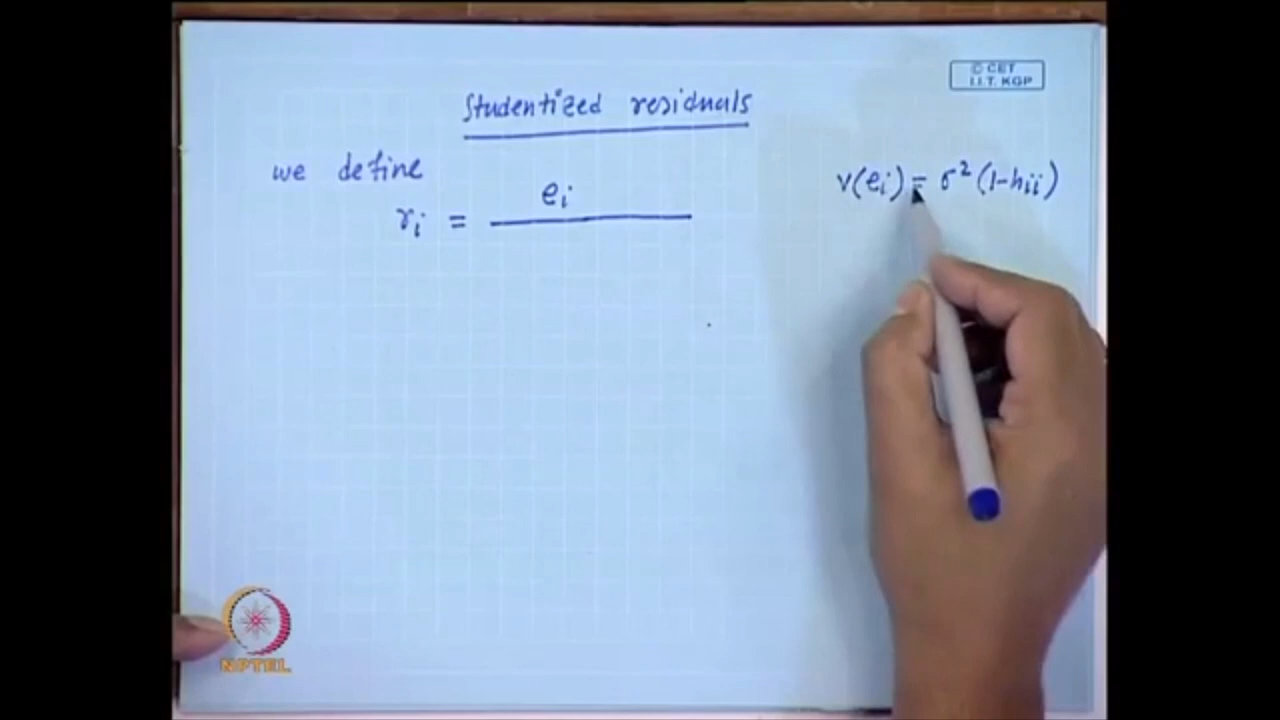 © CET
I.I.T. KGP
Studentized residuals
we define
v(ei) = σ² (1-hii)
ri = ei
NPTEL